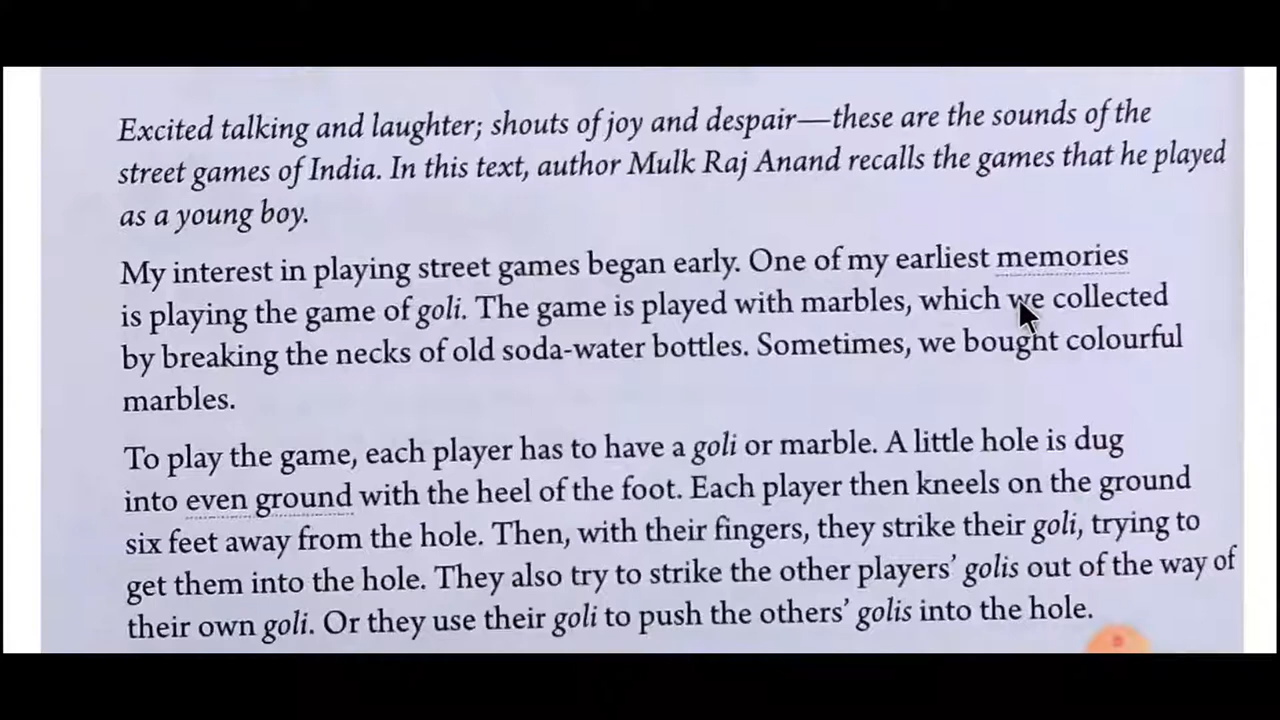 Excited talking and laughter; shouts of joy and despair—these are the sounds of the
street games of India. In this text, author Mulk Raj Anand recalls the games that he played
as a young boy.
My interest in playing street games began early. One of my earliest memories
is playing the game of goli. The game is played with marbles, which we collected
by breaking the necks of old soda-water bottles. Sometimes, we bought colourful
marbles.
To play the game, each player has to have a goli or marble. A little hole is dug
into even ground with the heel of the foot. Each player then kneels on the ground
six feet away from the hole. Then, with their fingers, they strike their goli, trying to
get them into the hole. They also try to strike the other players’ golis out of the way of
their own goli. Or they use their goli to push the others’ golis into the hole.